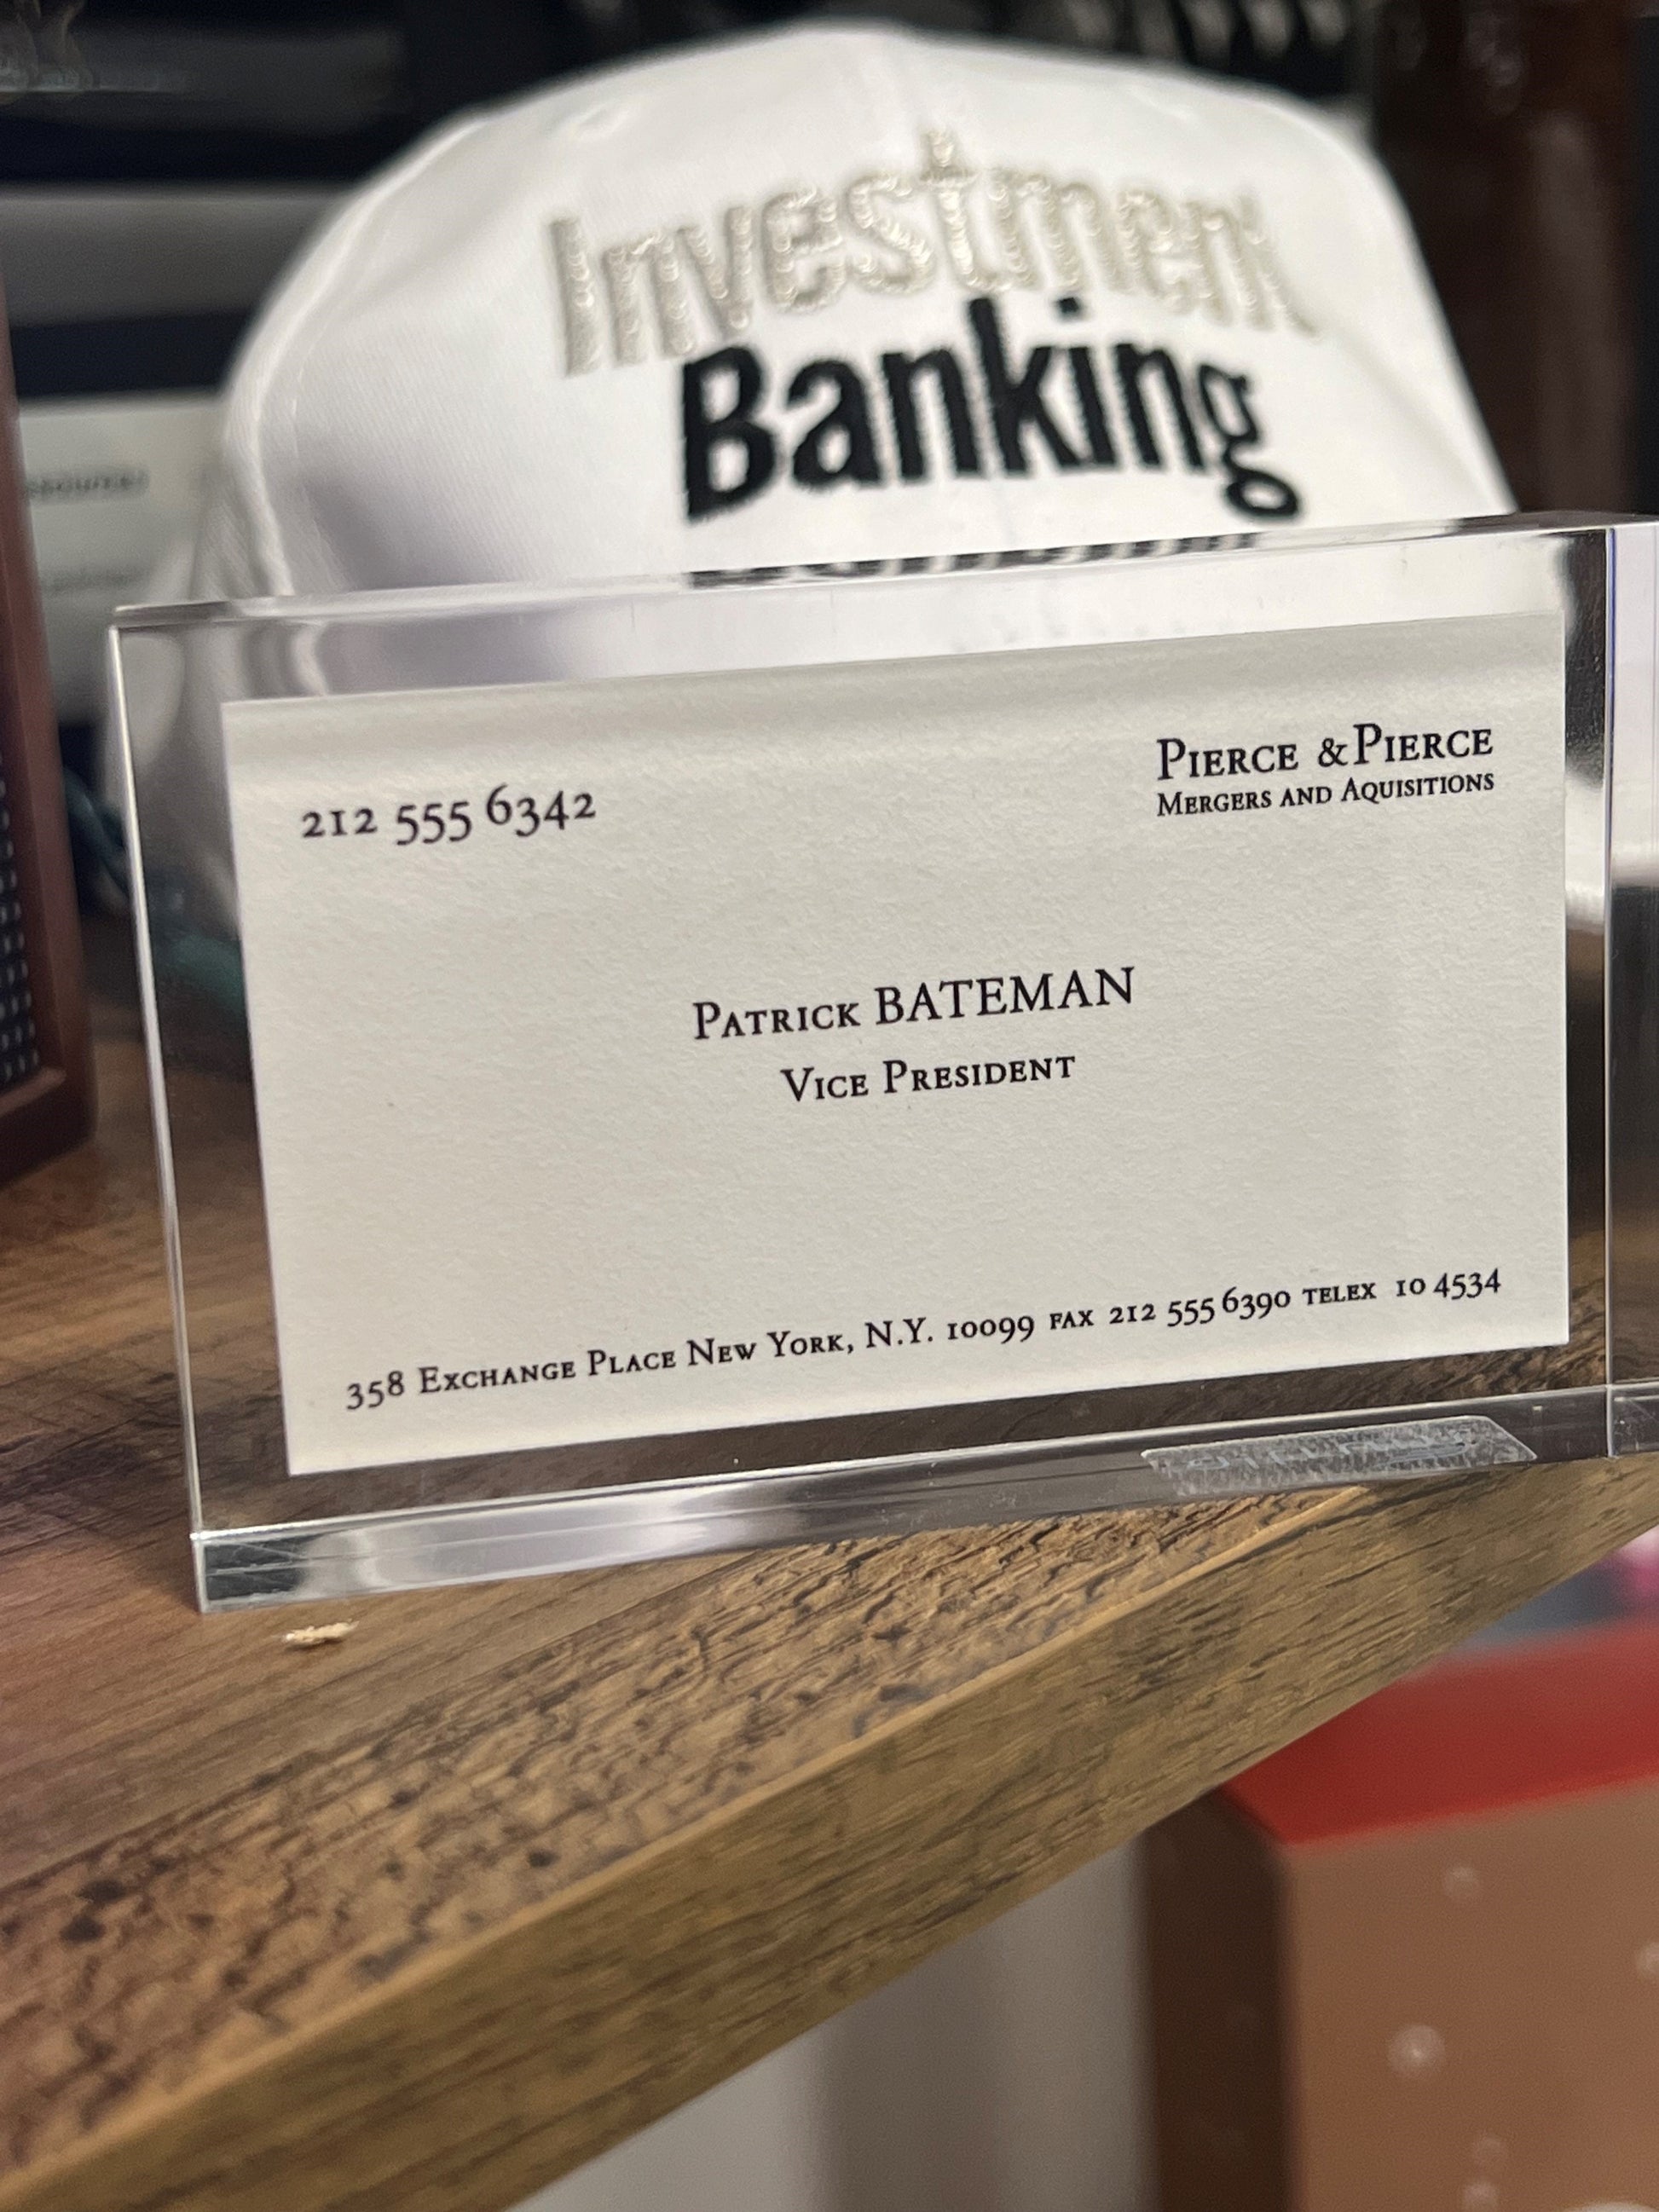 Investment
Banking
212 555 6342
PIERCE & PIERCE
MERGERS AND AQUISITIONS
PATRICK BATEMAN
VICE PRESIDENT
358 EXCHANGE PLACE NEW YORK, N.Y. 10099 FAX 212 555 6390 TELEX 10 4534